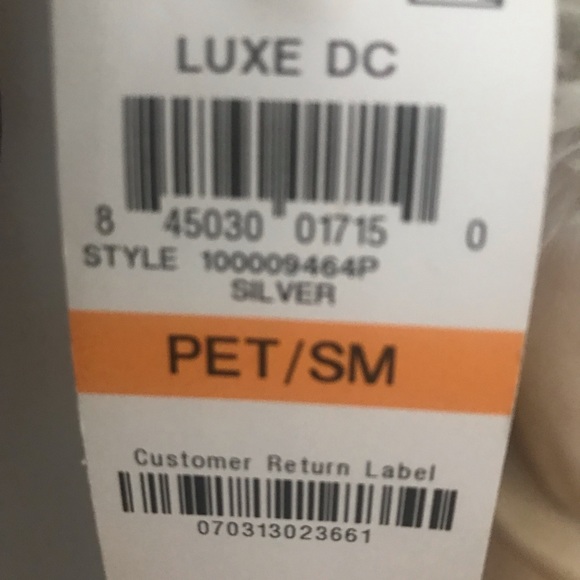 LUXE DC
8 45030 01715 0
STYLE 100009464P
SILVER
PET/SM
Customer Return Label
070313023661